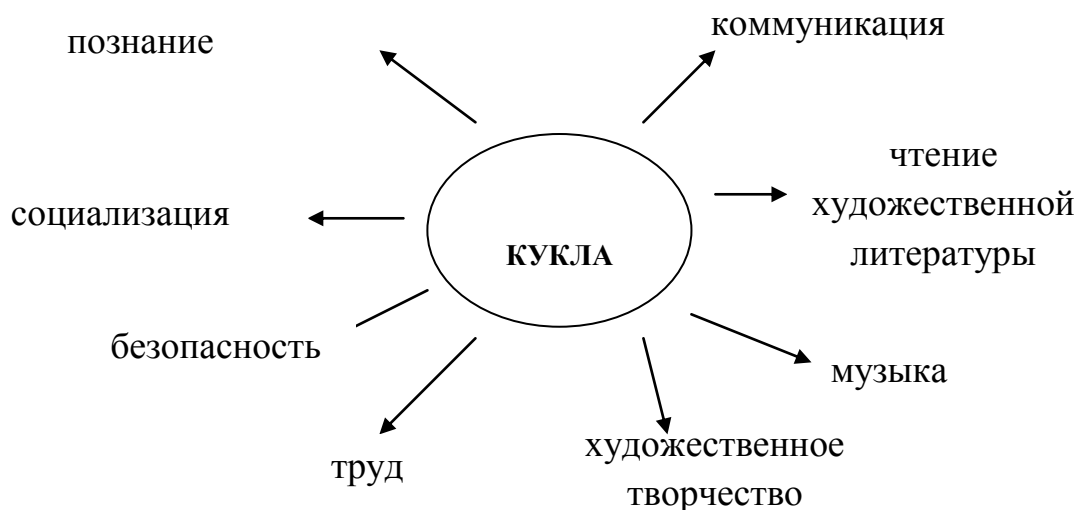 познание
коммуникация
чтение
художественной
литературы
социализация
КУКЛА
безопасность
музыка
труд
художественное
творчество